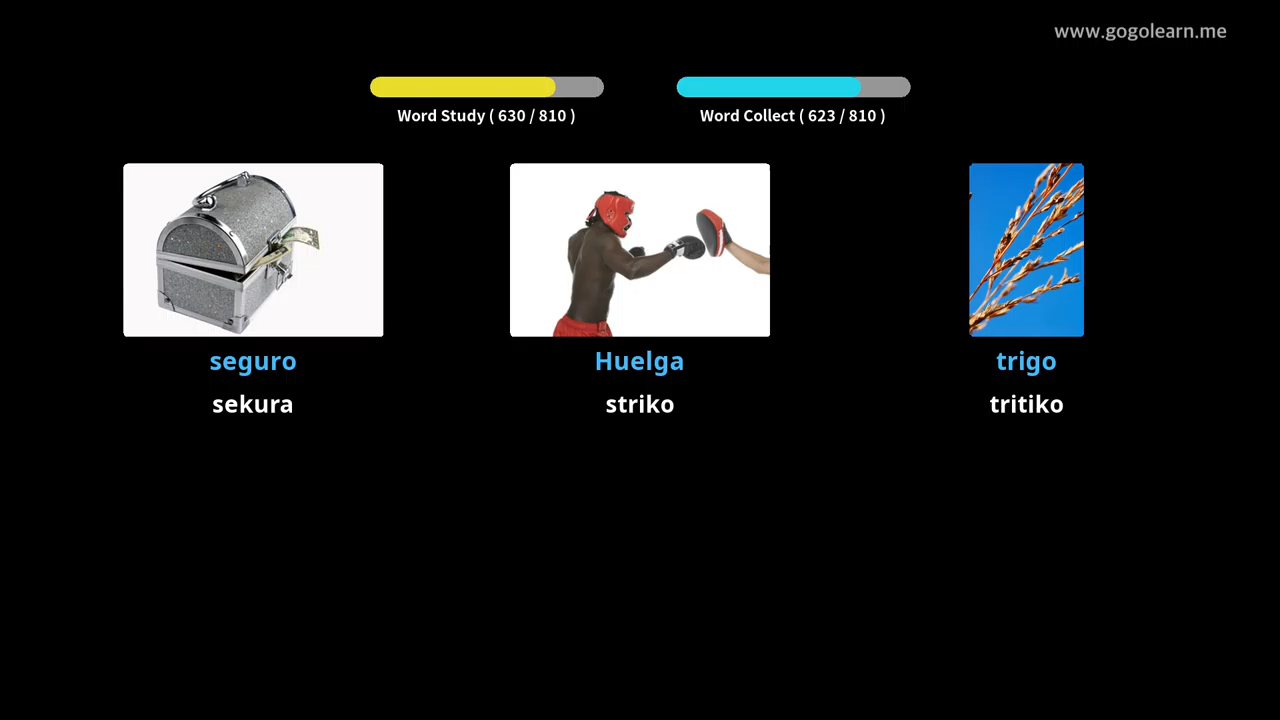 www.gogolearn.me
Word Study ( 630 / 810 )
Word Collect ( 623 / 810 )
seguro
Huelga
trigo
sekura
striko
tritiko